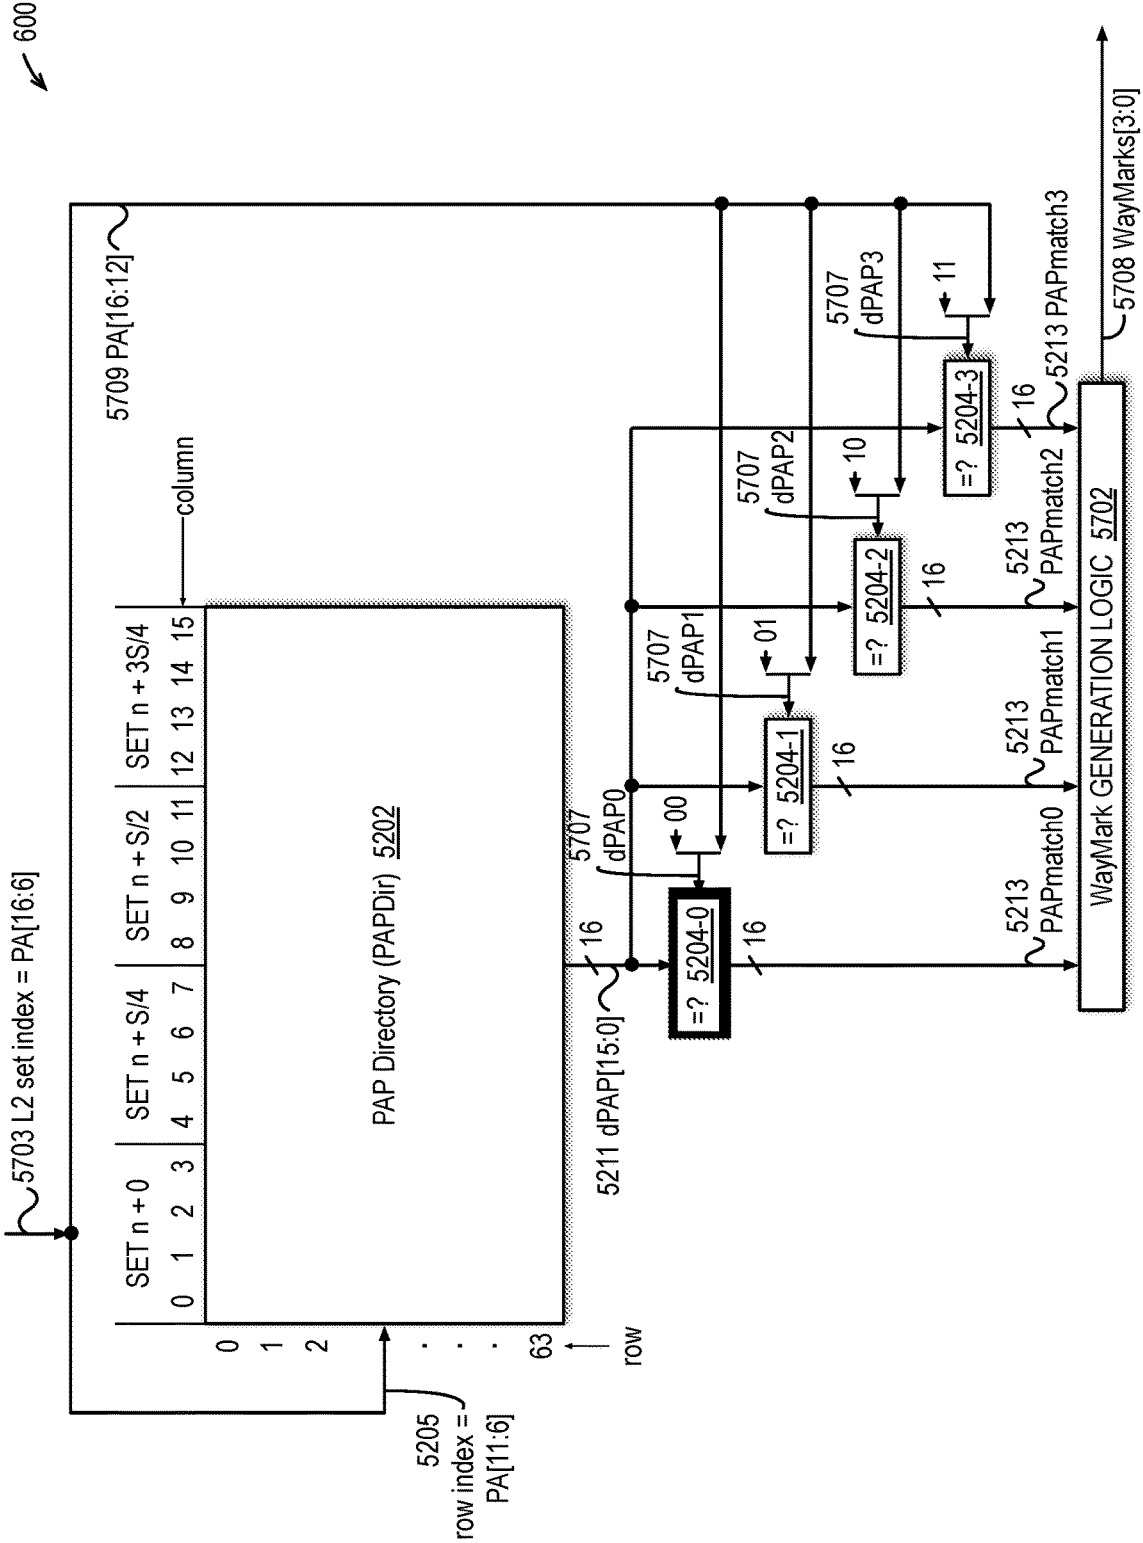 600
5703 L2 set index = PA[16:6]
5709 PA[16:12]
SET n + 0
SET n + S/4
SET n + S/2
SET n + 3S/4
column
0 1 2 3 4 5 6 7 8 9 10 11 12 13 14 15
0
1
2
.
.
.
63
row
PAP Directory (PAPDir) 5202
5205
row index =
PA[11:6]
5211 dPAP[15:0]
16
5707
dPAP0
00
5707
dPAP1
01
5707
dPAP2
10
5707
dPAP3
11
=? 5204-0
=? 5204-1
=? 5204-2
=? 5204-3
16
16
16
16
5213
PAPmatch0
5213
PAPmatch1
5213
PAPmatch2
5213 PAPmatch3
WayMark GENERATION LOGIC 5702
5708 WayMarks[3:0]